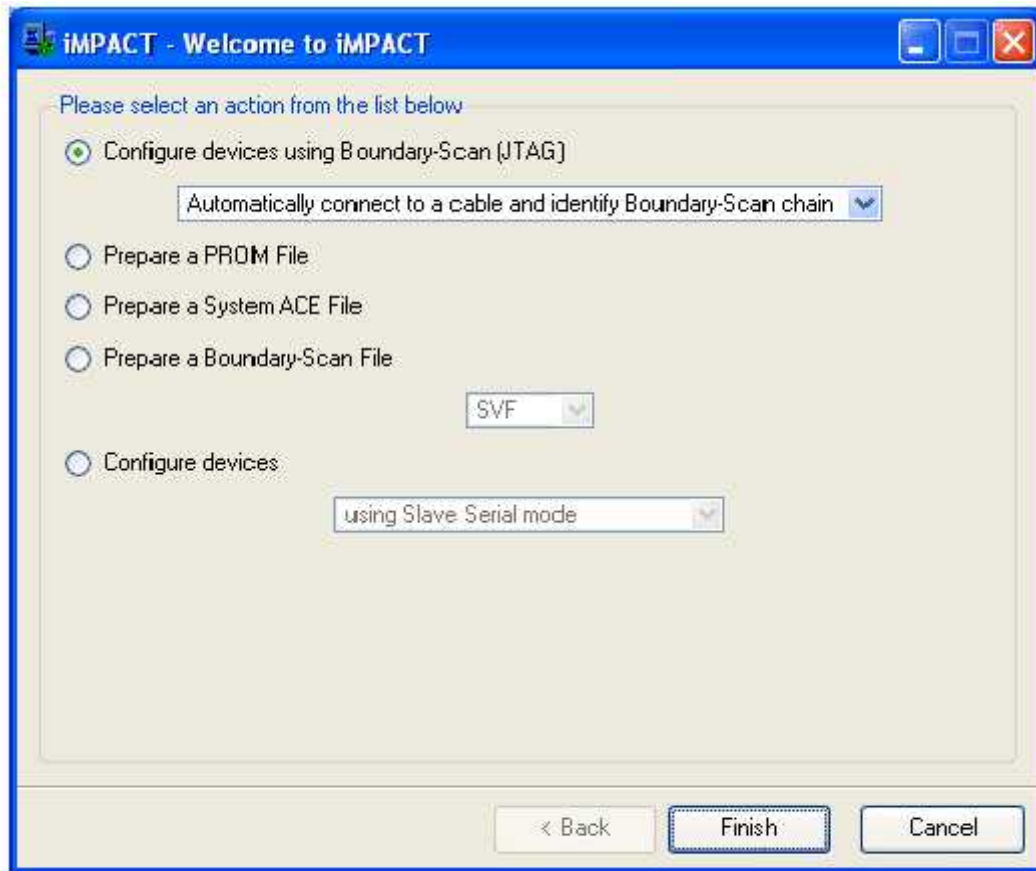 iMPACT - Welcome to iMPACT
Please select an action from the list below
Configure devices using Boundary-Scan (JTAG)
Automatically connect to a cable and identify Boundary-Scan chain
Prepare a PROM File
Prepare a System ACE File
Prepare a Boundary-Scan File
SVF
Configure devices
using Slave Serial mode
< Back Finish Cancel